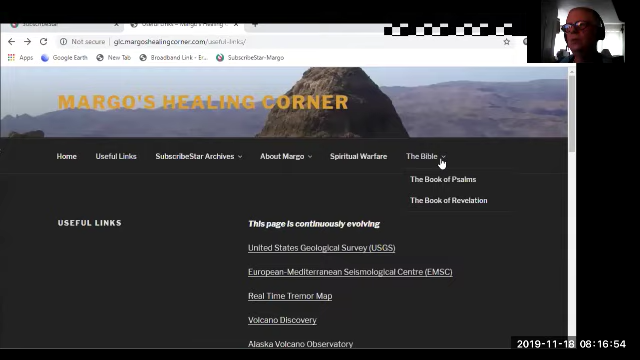 Useful Links – Margo's Healing
Not secure glc.margoshealingcorner.com/useful-links/
Apps Google Earth New Tab Broadband Link - Er... SubscribeStar-Margo
MARGO'S HEALING CORNER
Home Useful Links SubscribeStar Archives About Margo Spiritual Warfare The Bible
The Book of Psalms
The Book of Revelation
USEFUL LINKS
This page is continuously evolving
United States Geological Survey (USGS)
European-Mediterranean Seismological Centre (EMSC)
Real Time Tremor Map
Volcano Discovery
Alaska Volcano Observatory
2019-11-18 08:16:54